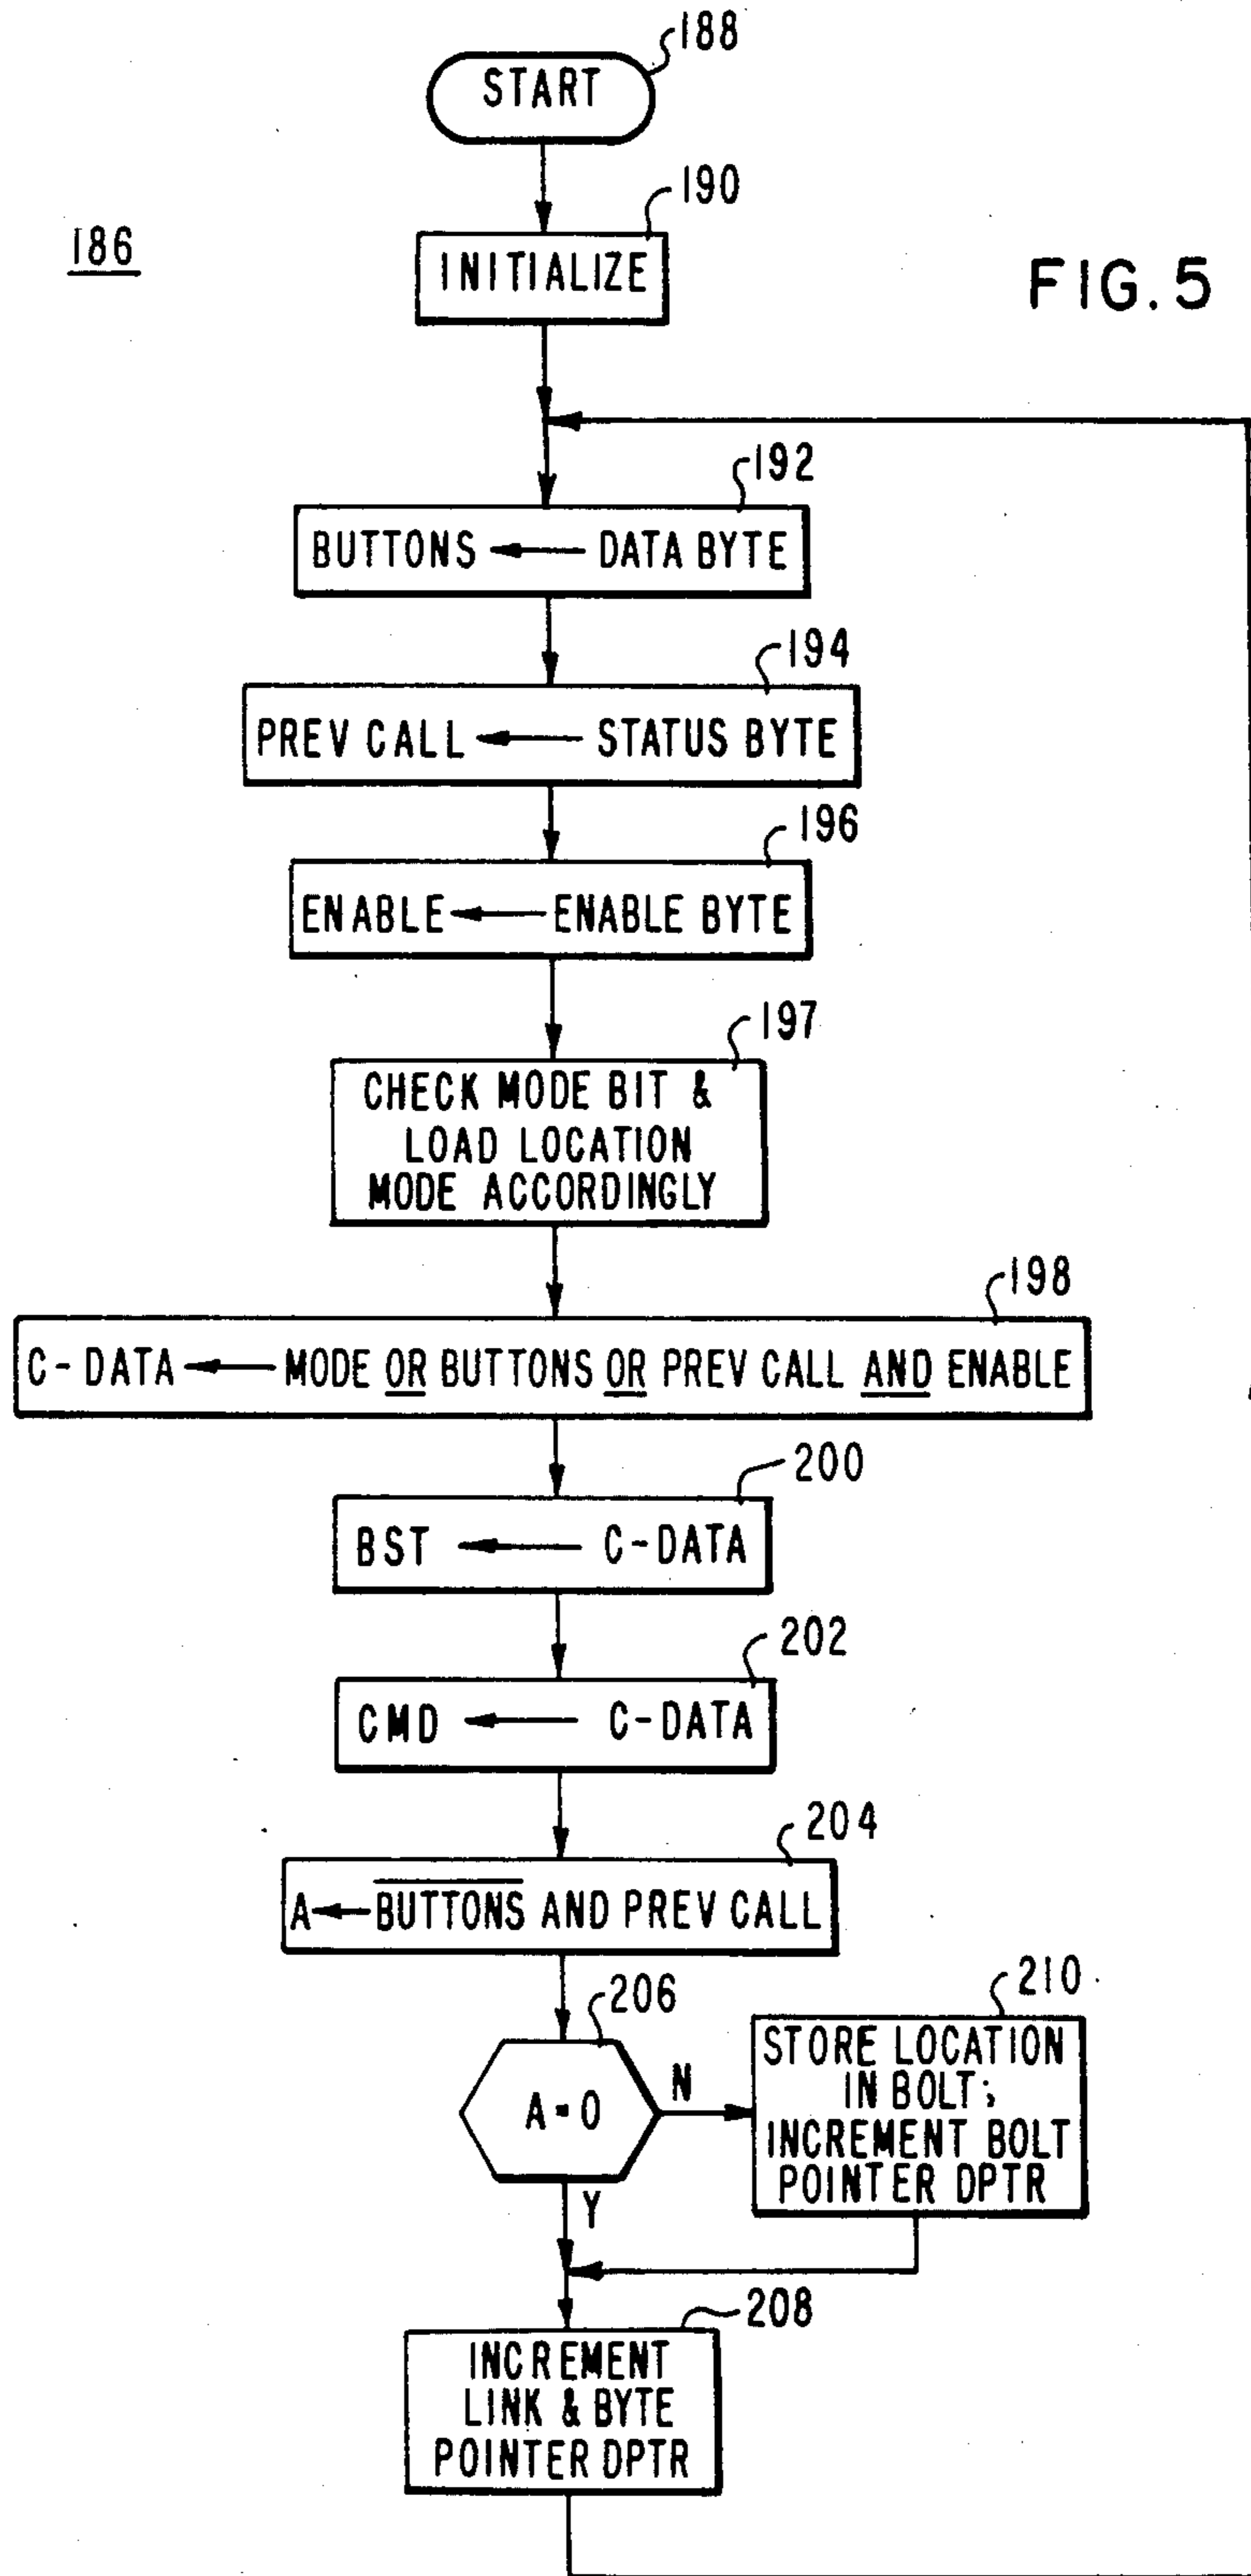 188
START
190
186
INITIALIZE
FIG. 5
192
BUTTONS ← DATA BYTE
194
PREV CALL ← STATUS BYTE
196
ENABLE ← ENABLE BYTE
197
CHECK MODE BIT &
LOAD LOCATION
MODE ACCORDINGLY
198
C-DATA ← MODE OR BUTTONS OR PREV CALL AND ENABLE
200
BST ← C-DATA
202
CMD ← C-DATA
204
A ← BUTTONS AND PREV CALL
206
210
STORE LOCATION
IN BOLT;
INCREMENT BOLT
POINTER DPTR
A=0
N
Y
208
INCREMENT
LINK & BYTE
POINTER DPTR